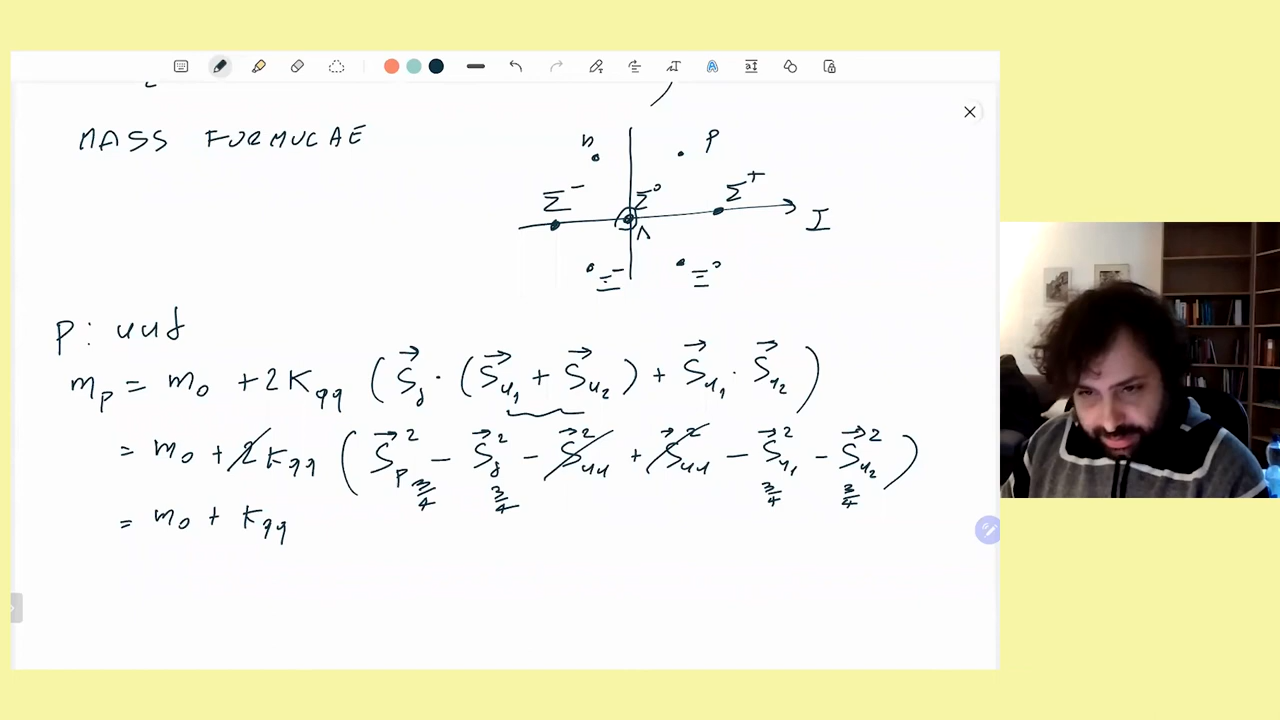 MASS FORMULAE
n p
Σ⁻ Σ⁰ Σ⁺
Λ I
Ξ⁻ Ξ⁰
p: uud
m_p = m_0 + 2K_qq (S⃗_d · (S⃗_u₁ + S⃗_u₂) + S⃗_u₁ · S⃗_u₂)
= m_0 + 2K_qq (S⃗_p² − S⃗_d² − S⃗_uu² + S⃗_uu² − S⃗_u₁² − S⃗_u₂²)
3/4 3/4 3/4 3/4
= m_0 + K_qq